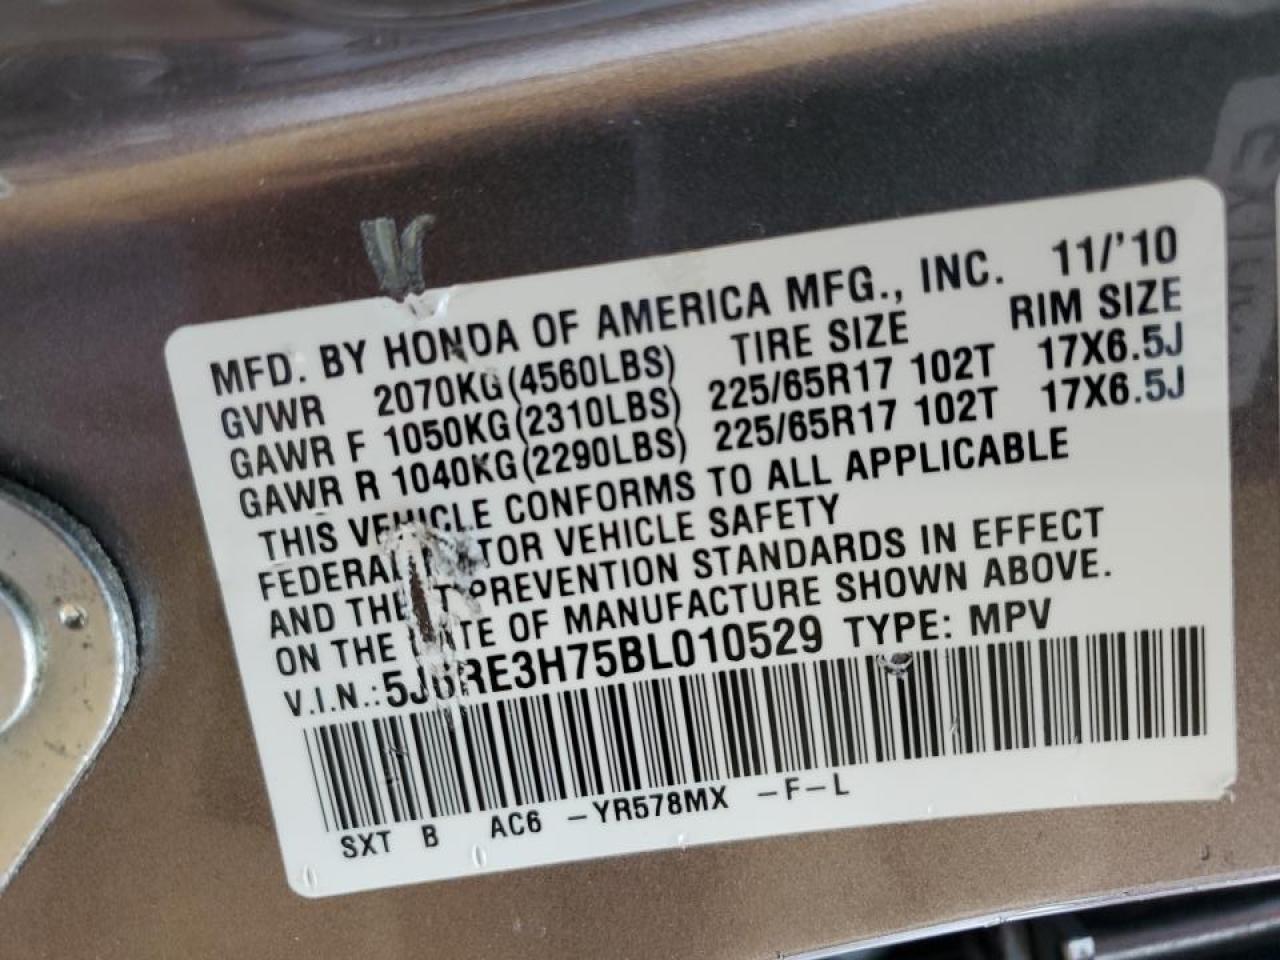 MFD. BY HONDA OF AMERICA MFG., INC. 11/'10
GVWR 2070KG(4560LBS) TIRE SIZE RIM SIZE
GAWR F 1050KG(2310LBS) 225/65R17 102T 17X6.5J
GAWR R 1040KG(2290LBS) 225/65R17 102T 17X6.5J
THIS VEHICLE CONFORMS TO ALL APPLICABLE
FEDERAL VEHICLE SAFETY
AND THEFT PREVENTION STANDARDS IN EFFECT
ON THE DATE OF MANUFACTURE SHOWN ABOVE.
V.I.N.: 5J6RE3H75BL010529 TYPE: MPV
SXT B AC6 -YR578MX -F-L